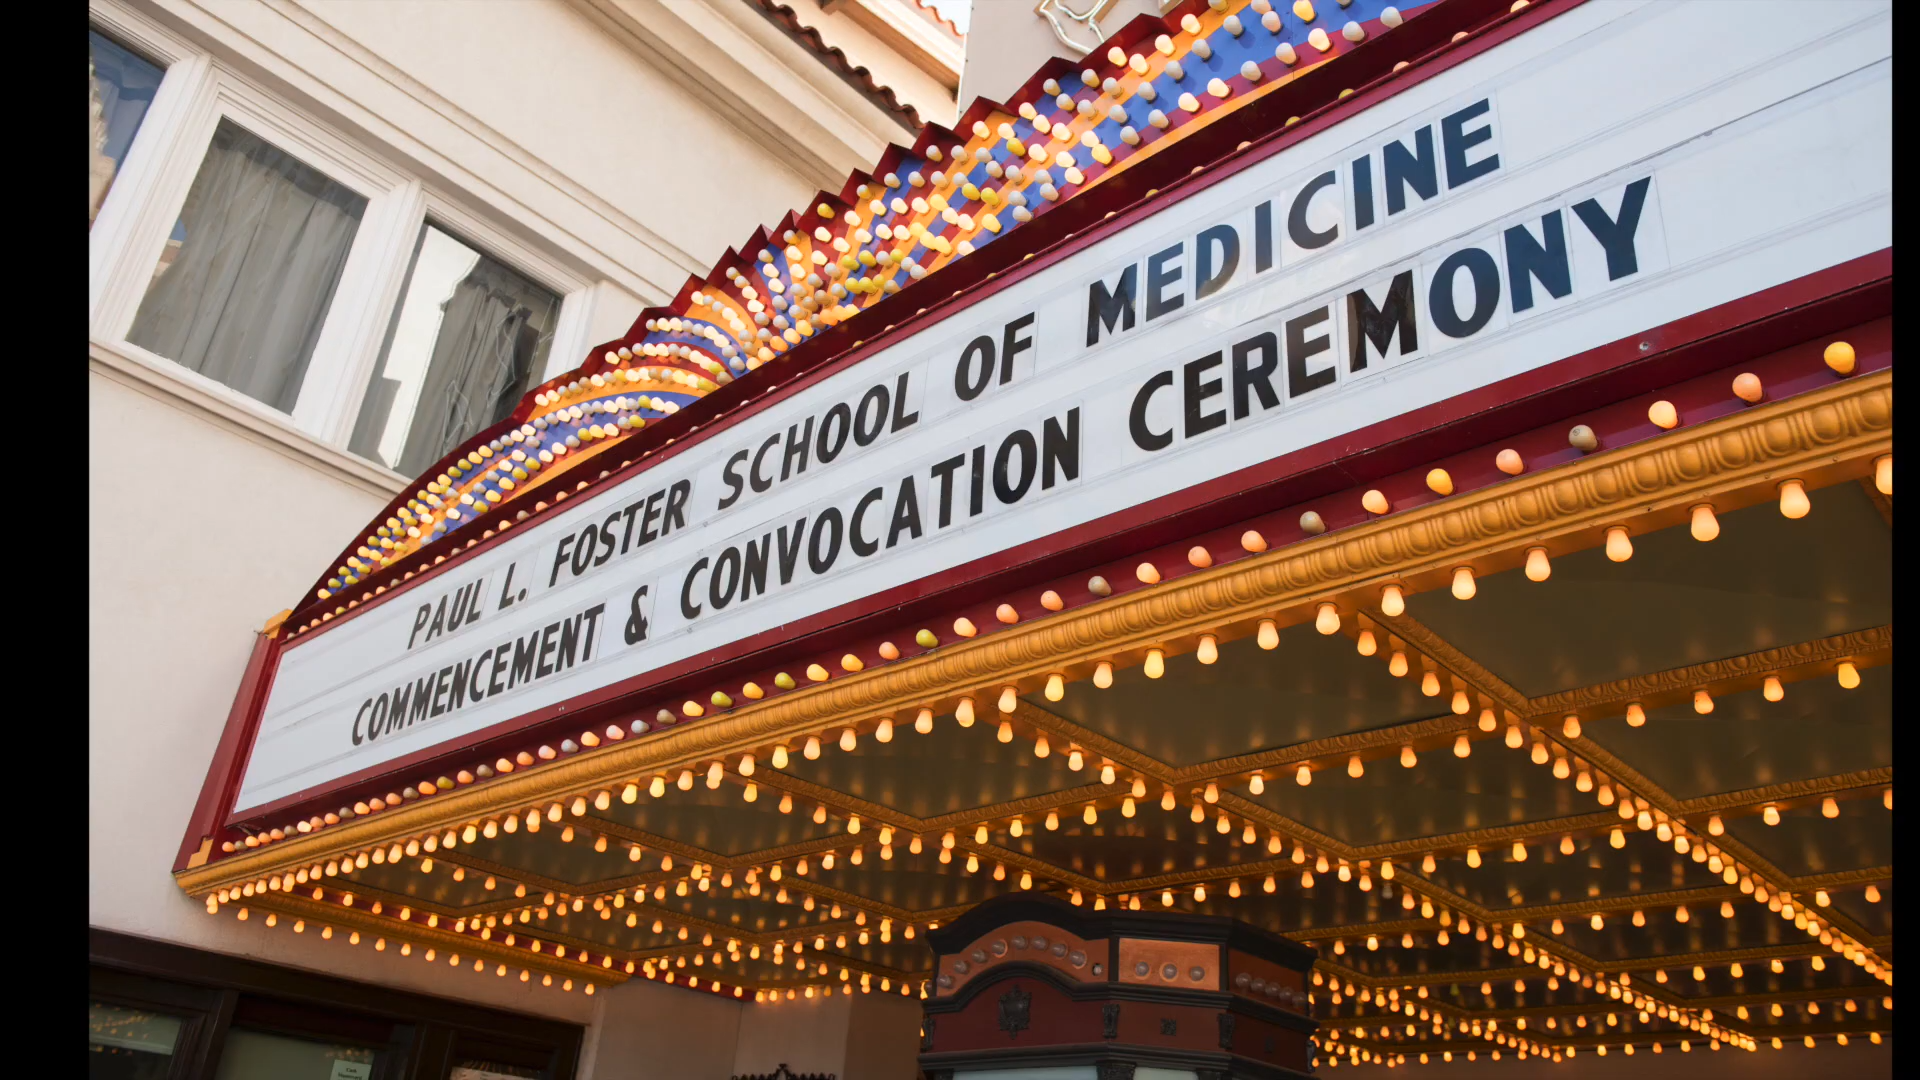 PAUL L. FOSTER SCHOOL OF MEDICINE
COMMENCEMENT & CONVOCATION CEREMONY